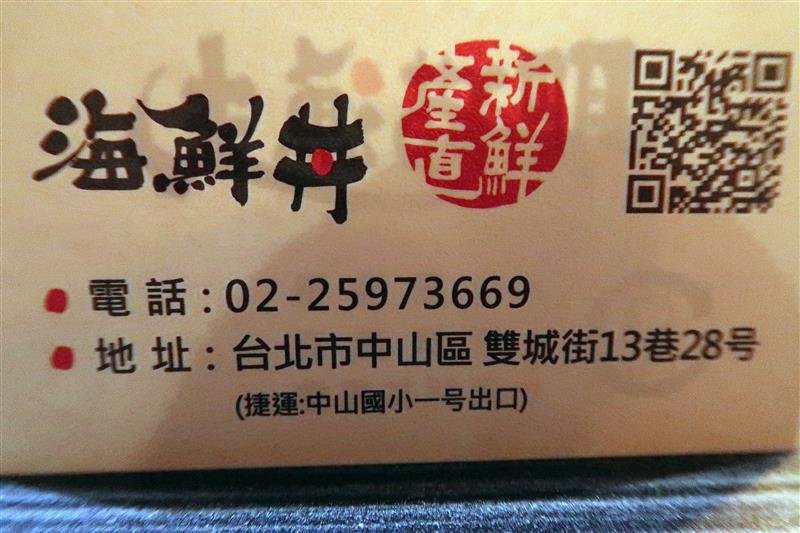 海鮮丼
新鮮
產直
電話:02-25973669
地址:台北市中山區 雙城街13巷28号
(捷運:中山國小一号出口)